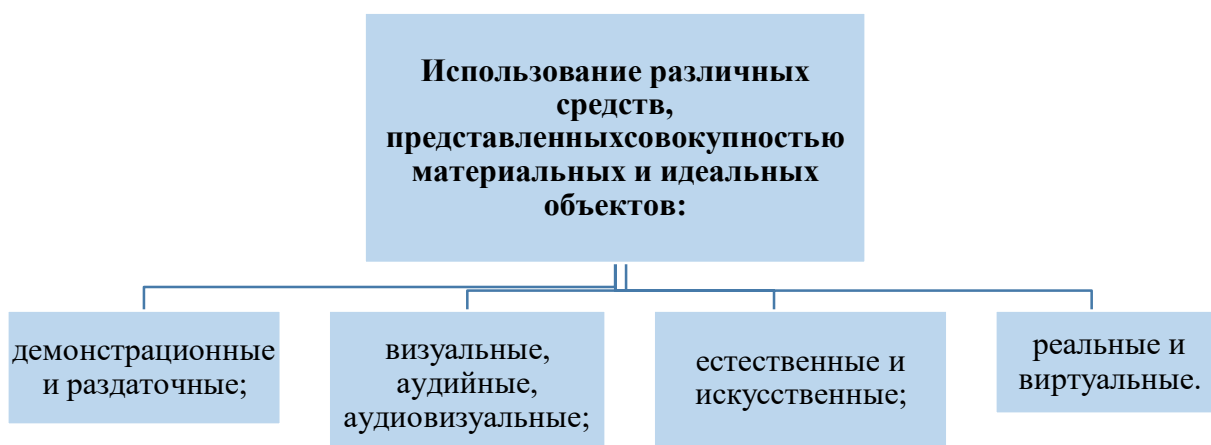 Использование различных
средств,
представленныхсовокупностью
материальных и идеальных
объектов:
демонстрационные
и раздаточные;
визуальные,
аудийные,
аудиовизуальные;
естественные и
искусственные;
реальные и
виртуальные.